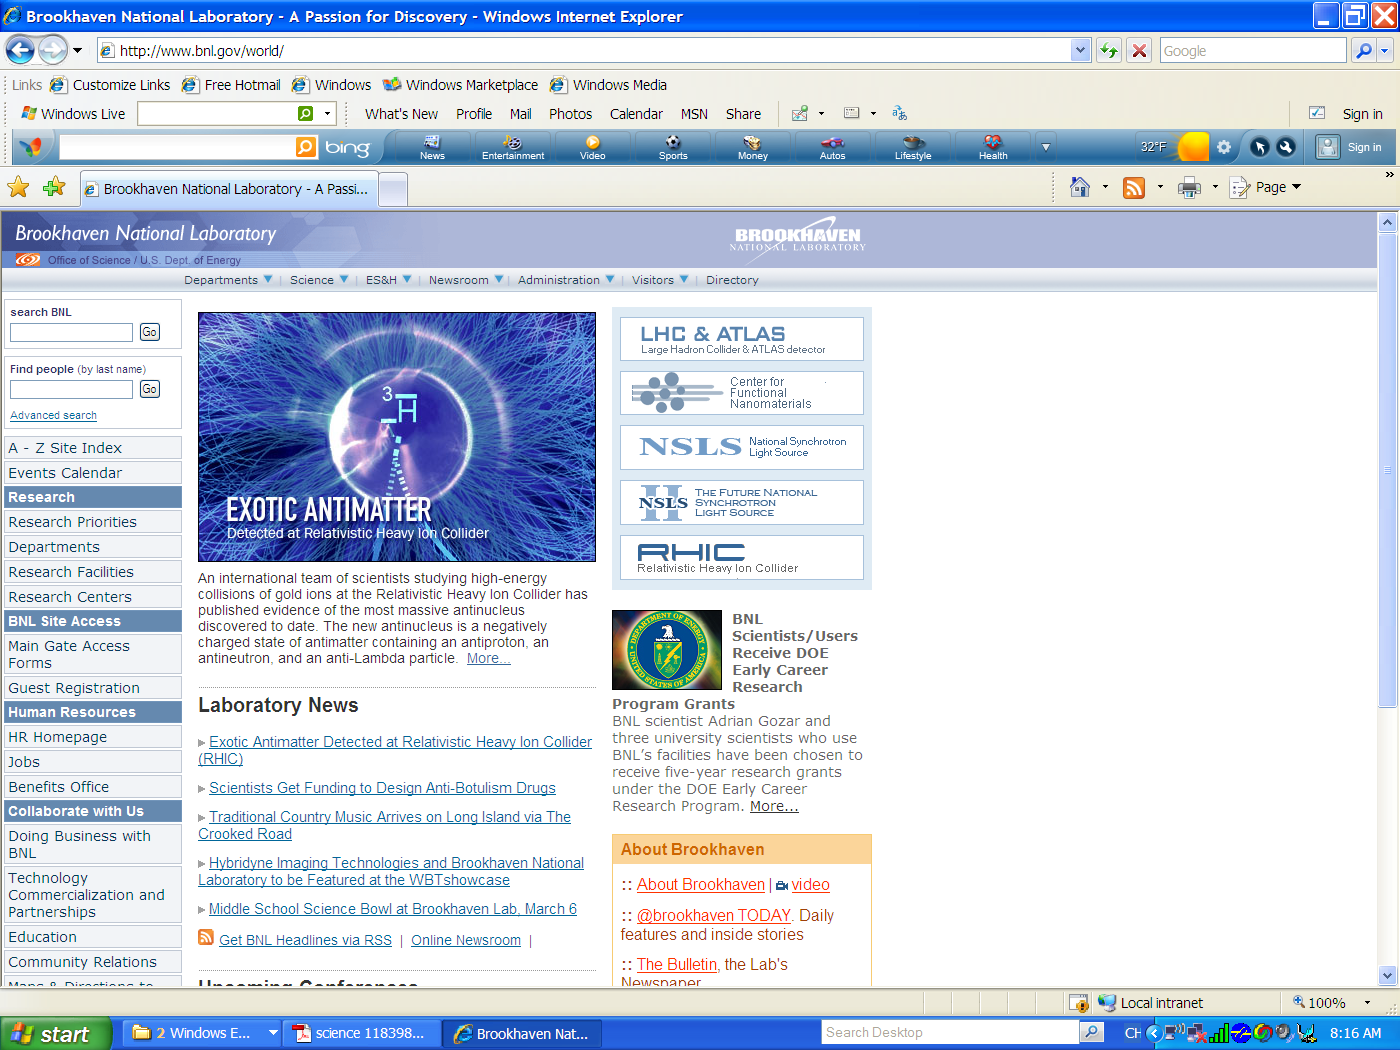 Brookhaven National Laboratory - A Passion for Discovery - Windows Internet Explorer
http://www.bnl.gov/world/
Google
Links Customize Links Free Hotmail Windows Windows Marketplace Windows Media
Windows Live What's New Profile Mail Photos Calendar MSN Share Sign in
bing News Entertainment Video Sports Money Autos Lifestyle Health 32°F Sign in
Brookhaven National Laboratory - A Passi... Page
Brookhaven National Laboratory
BROOKHAVEN
NATIONAL LABORATORY
Office of Science / U.S. Dept. of Energy
Departments | Science | ES&H | Newsroom | Administration | Visitors | Directory
search BNL
Go
Find people (by last name)
Go
Advanced search
A - Z Site Index
Events Calendar
Research
Research Priorities
Departments
Research Facilities
Research Centers
BNL Site Access
Main Gate Access
Forms
Guest Registration
Human Resources
HR Homepage
Jobs
Benefits Office
Collaborate with Us
Doing Business with
BNL
Technology
Commercialization and
Partnerships
Education
Community Relations
Maps & Directions to
3
H
EXOTIC ANTIMATTER
Detected at Relativistic Heavy Ion Collider
An international team of scientists studying high-energy
collisions of gold ions at the Relativistic Heavy Ion Collider has
published evidence of the most massive antinucleus
discovered to date. The new antinucleus is a negatively
charged state of antimatter containing an antiproton, an
antineutron, and an anti-Lambda particle. More...
Laboratory News
Exotic Antimatter Detected at Relativistic Heavy Ion Collider
(RHIC)
Scientists Get Funding to Design Anti-Botulism Drugs
Traditional Country Music Arrives on Long Island via The
Crooked Road
Hybridyne Imaging Technologies and Brookhaven National
Laboratory to be Featured at the WBTshowcase
Middle School Science Bowl at Brookhaven Lab, March 6
Get BNL Headlines via RSS | Online Newsroom |
Upcoming Conferences
LHC & ATLAS
Large Hadron Collider & ATLAS detector
Center for
Functional
Nanomaterials
NSLS National Synchrotron
Light Source
II
NSLS
The Future National
Synchrotron
Light Source
RHIC
Relativistic Heavy Ion Collider
DEPARTMENT OF ENERGY
UNITED STATES OF AMERICA
BNL
Scientists/Users
Receive DOE
Early Career
Research
Program Grants
BNL scientist Adrian Gozar and
three university scientists who use
BNL's facilities have been chosen to
receive five-year research grants
under the DOE Early Career
Research Program. More...
About Brookhaven
:: About Brookhaven | video
:: @brookhaven TODAY. Daily
features and inside stories
:: The Bulletin, the Lab's
Newspaper
Local intranet 100%
start 2 Windows E... science 118398... Brookhaven Nat... Search Desktop CH 8:16 AM